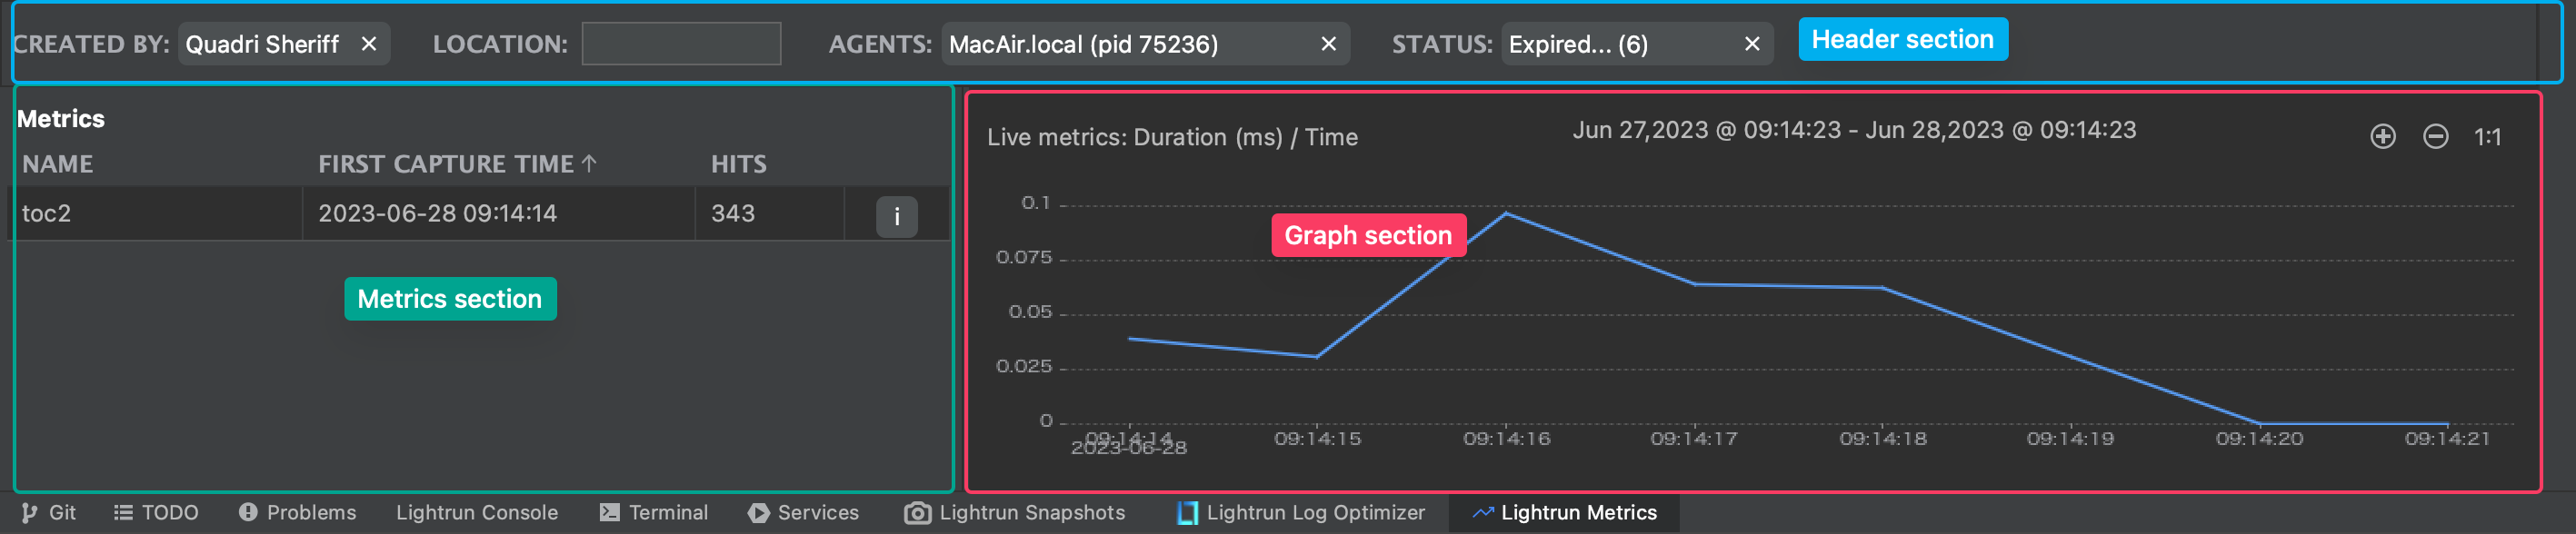 CREATED BY: Quadri Sheriff × LOCATION: AGENTS: MacAir.local (pid 75236) × STATUS: Expired... (6) × Header section
Metrics
NAME FIRST CAPTURE TIME ↑ HITS
toc2 2023-06-28 09:14:14 343 i
Metrics section
Live metrics: Duration (ms) / Time Jun 27,2023 @ 09:14:23 - Jun 28,2023 @ 09:14:23 1:1
0.1
Graph section
0.075
0.05
0.025
0
09:14:14 09:14:15 09:14:16 09:14:17 09:14:18 09:14:19 09:14:20 09:14:21
2023-06-28
Git TODO Problems Lightrun Console Terminal Services Lightrun Snapshots Lightrun Log Optimizer Lightrun Metrics